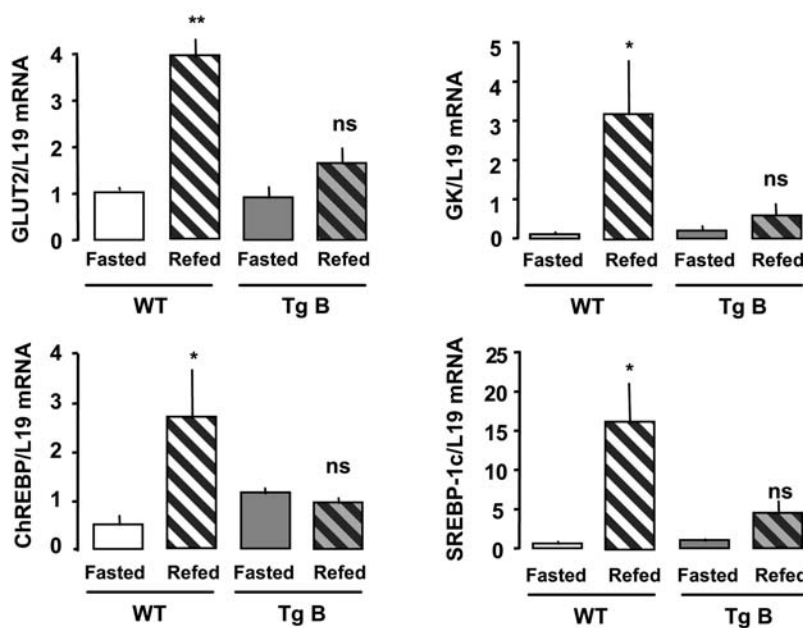 GLUT2/L19 mRNA
4
3
2
1
0
**
ns
Fasted Refed Fasted Refed
WT Tg B
GK/L19 mRNA
5
4
3
2
1
0
*
ns
Fasted Refed Fasted Refed
WT Tg B
ChREBP/L19 mRNA
4
3
2
1
0
*
ns
Fasted Refed Fasted Refed
WT Tg B
SREBP-1c/L19 mRNA
25
20
15
10
5
0
*
ns
Fasted Refed Fasted Refed
WT Tg B